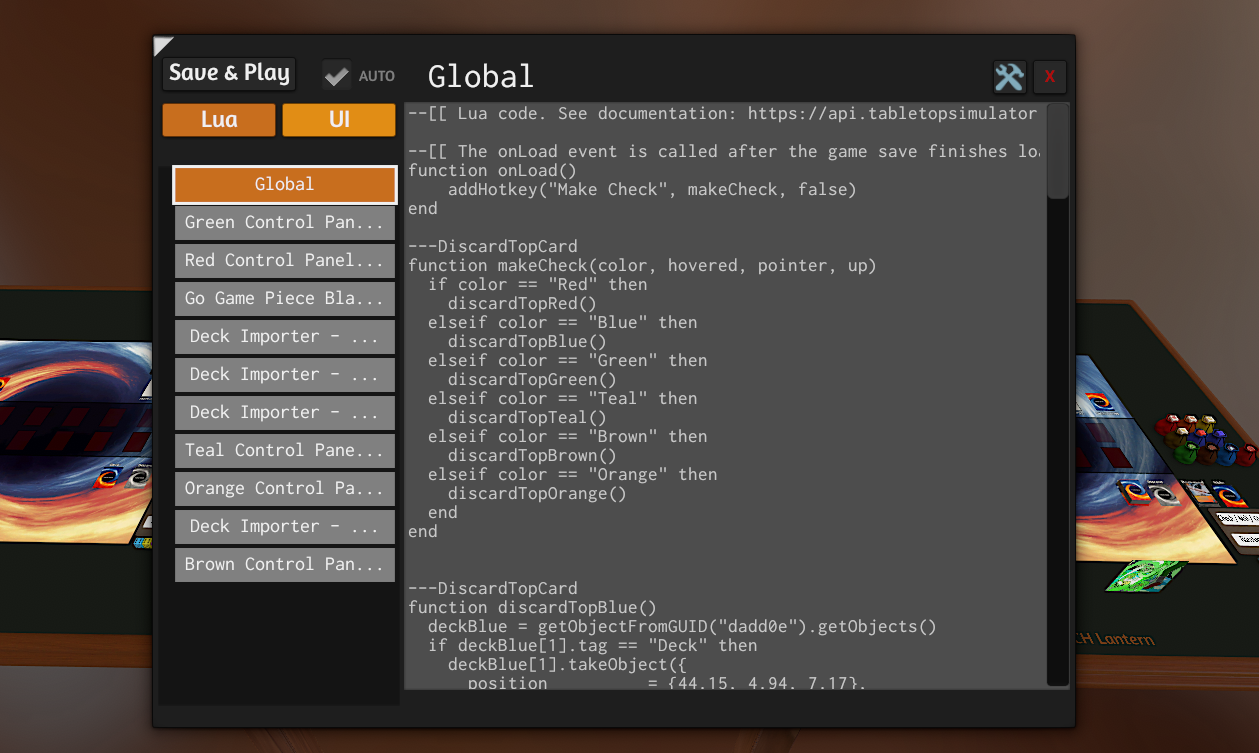 Save & Play
AUTO
Global
X
Lua
UI
Global
Green Control Pan...
Red Control Panel...
Go Game Piece Bla...
Deck Importer - ...
Deck Importer - ...
Deck Importer - ...
Teal Control Pane...
Orange Control Pa...
Deck Importer - ...
Brown Control Pan...
--[[ Lua code. See documentation: https://api.tabletopsimulator
--[[ The onLoad event is called after the game save finishes loa
function onLoad()
    addHotkey("Make Check", makeCheck, false)
end
---DiscardTopCard
function makeCheck(color, hovered, pointer, up)
  if color == "Red" then
    discardTopRed()
  elseif color == "Blue" then
    discardTopBlue()
  elseif color == "Green" then
    discardTopGreen()
  elseif color == "Teal" then
    discardTopTeal()
  elseif color == "Brown" then
    discardTopBrown()
  elseif color == "Orange" then
    discardTopOrange()
  end
end
---DiscardTopCard
function discardTopBlue()
  deckBlue = getObjectFromGUID("dadd0e").getObjects()
  if deckBlue[1].tag == "Deck" then
    deckBlue[1].takeObject({
      position          = {44.15, 4.94, 7.17},
CH Lantern